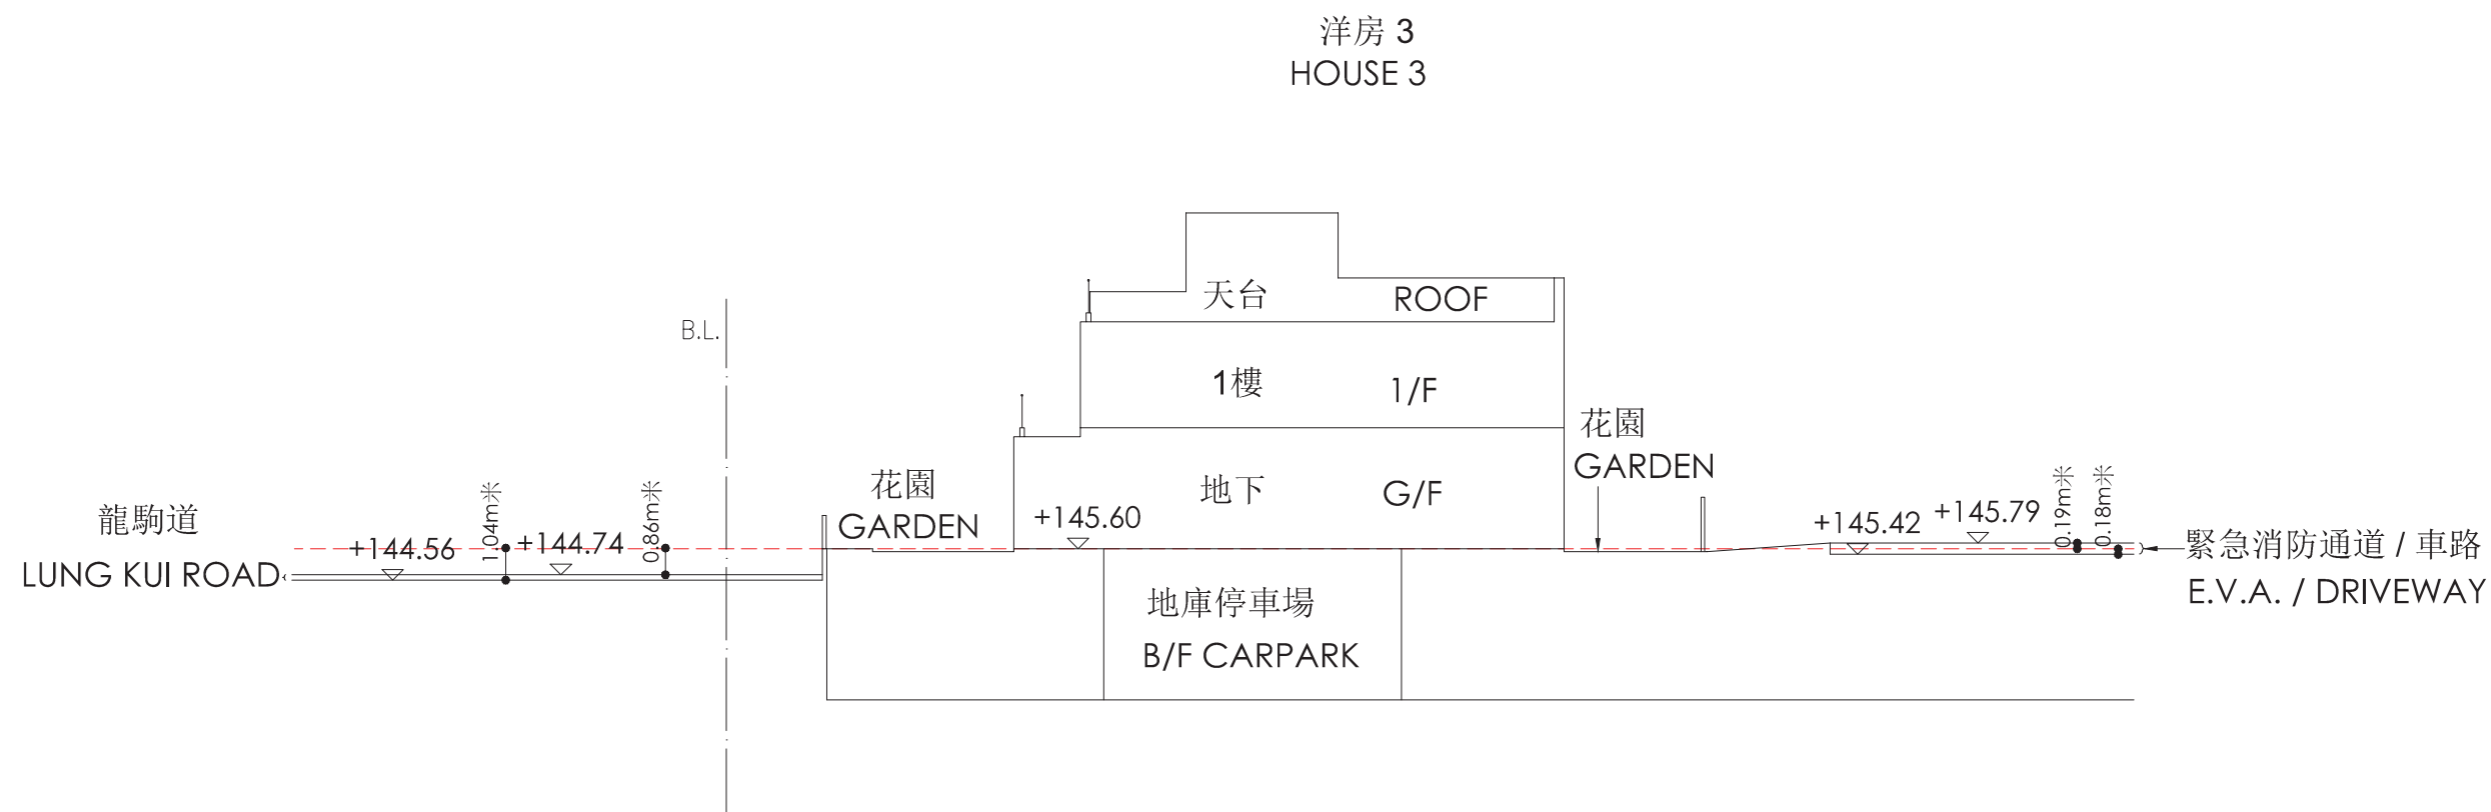 洋房 3
HOUSE 3
B.L.
天台 ROOF
1樓 1/F
花園
GARDEN
地下 G/F
花園
GARDEN
+145.60
龍駒道
LUNG KUI ROAD
+144.56
1.04m米
+144.74
0.86m米
+145.42
+145.79
0.19m米
0.18m米
緊急消防通道 / 車路
E.V.A. / DRIVEWAY
地庫停車場
B/F CARPARK